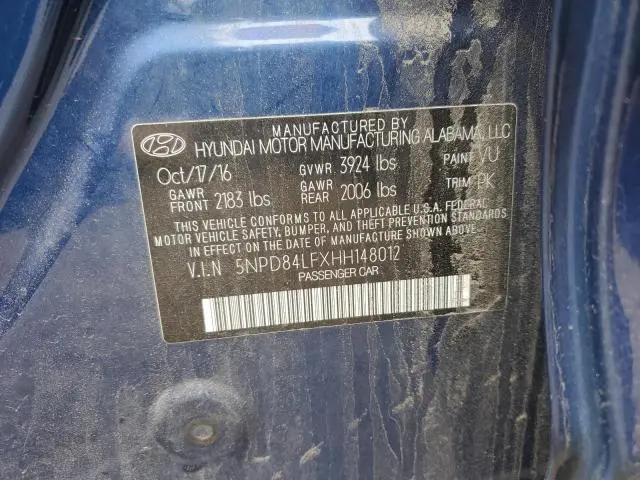 MANUFACTURED BY
HYUNDAI MOTOR MANUFACTURING ALABAMA, LLC
Oct/17/16 GVWR 3924 lbs PAINT VU
GAWR FRONT 2183 lbs GAWR REAR 2006 lbs TRIM PK
THIS VEHICLE CONFORMS TO ALL APPLICABLE U.S.A. FEDERAL
MOTOR VEHICLE SAFETY, BUMPER, AND THEFT PREVENTION STANDARDS
IN EFFECT ON THE DATE OF MANUFACTURE SHOWN ABOVE.
V.I.N 5NPD84LFXHH148012
PASSENGER CAR